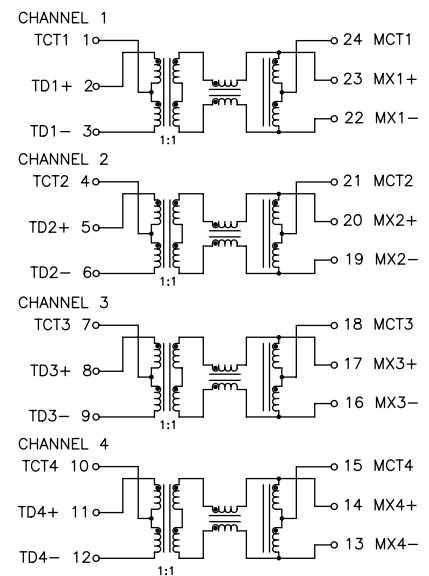 CHANNEL 1
TCT1 1 24 MCT1
TD1+ 2 23 MX1+
TD1− 3 22 MX1−
1:1
CHANNEL 2
TCT2 4 21 MCT2
TD2+ 5 20 MX2+
TD2− 6 19 MX2−
1:1
CHANNEL 3
TCT3 7 18 MCT3
TD3+ 8 17 MX3+
TD3− 9 16 MX3−
1:1
CHANNEL 4
TCT4 10 15 MCT4
TD4+ 11 14 MX4+
TD4− 12 13 MX4−
1:1